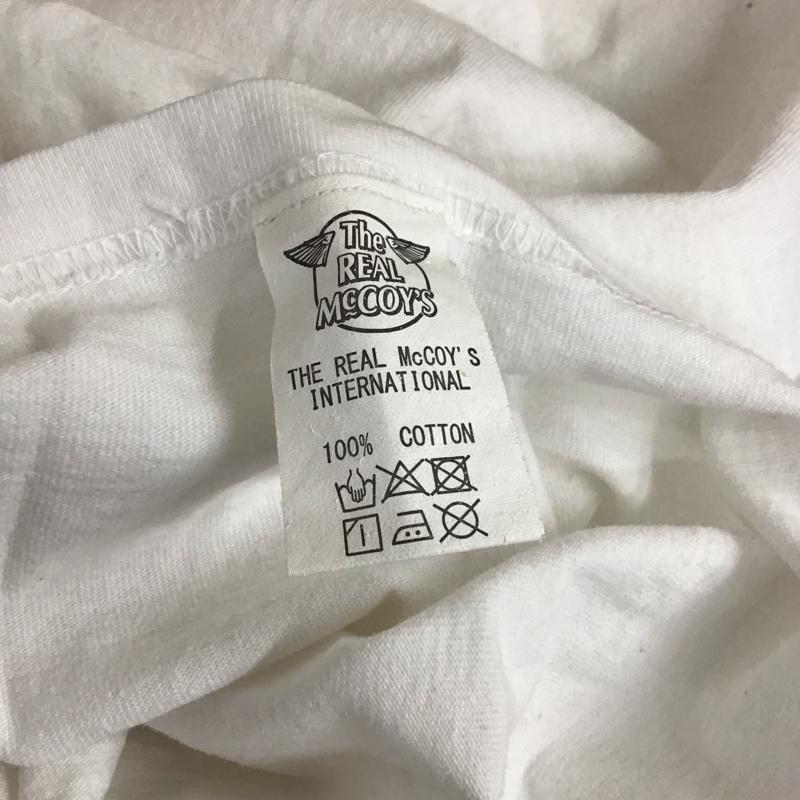 The
REAL
McCOY'S
THE REAL McCOY'S
INTERNATIONAL
100% COTTON